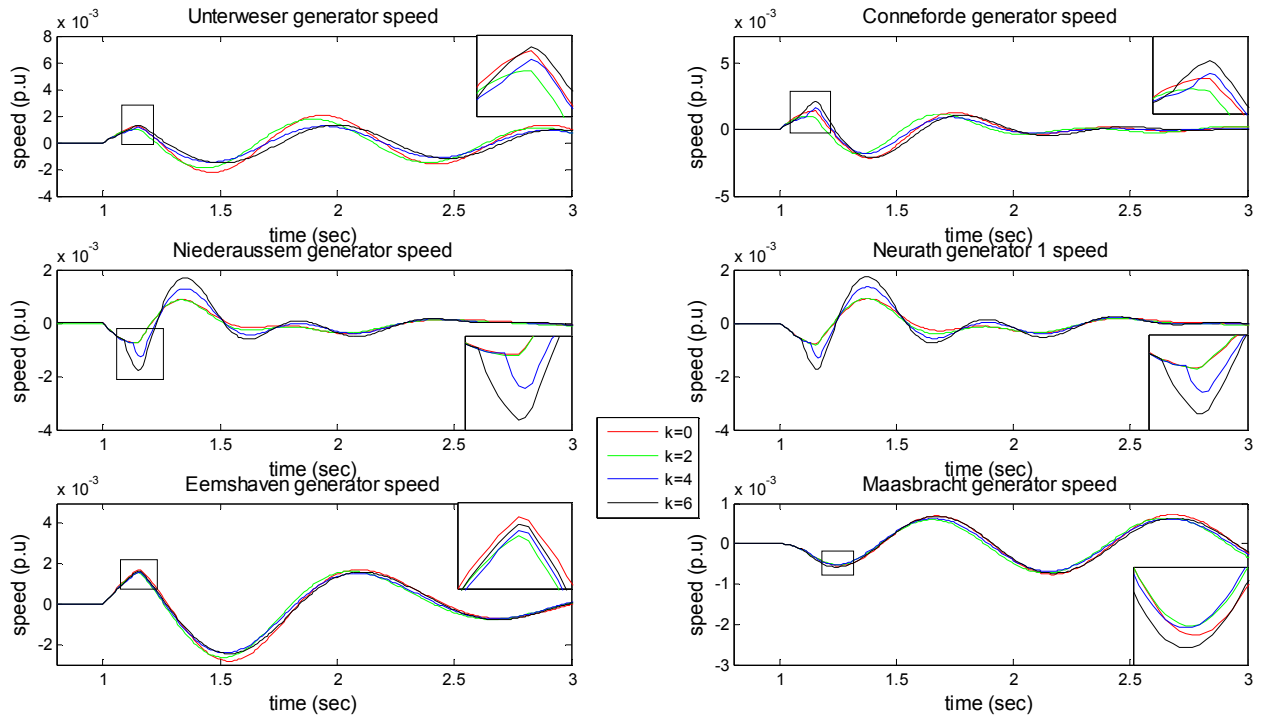 Unterweser generator speed
x 10⁻³
8
6
4
2
0
-2
-4
speed (p.u)
1
1.5
2
2.5
3
time (sec)
Conneforde generator speed
x 10⁻³
5
0
-5
speed (p.u)
1
1.5
2
2.5
3
time (sec)
Niederaussem generator speed
x 10⁻³
2
0
-2
-4
speed (p.u)
1
1.5
2
2.5
3
time (sec)
Neurath generator 1 speed
x 10⁻³
2
0
-2
-4
speed (p.u)
1
1.5
2
2.5
3
time (sec)
k=0
k=2
k=4
k=6
Eemshaven generator speed
x 10⁻³
4
2
0
-2
speed (p.u)
1
1.5
2
2.5
3
time (sec)
Maasbracht generator speed
x 10⁻³
1
0
-1
-2
-3
speed (p.u)
1
1.5
2
2.5
3
time (sec)